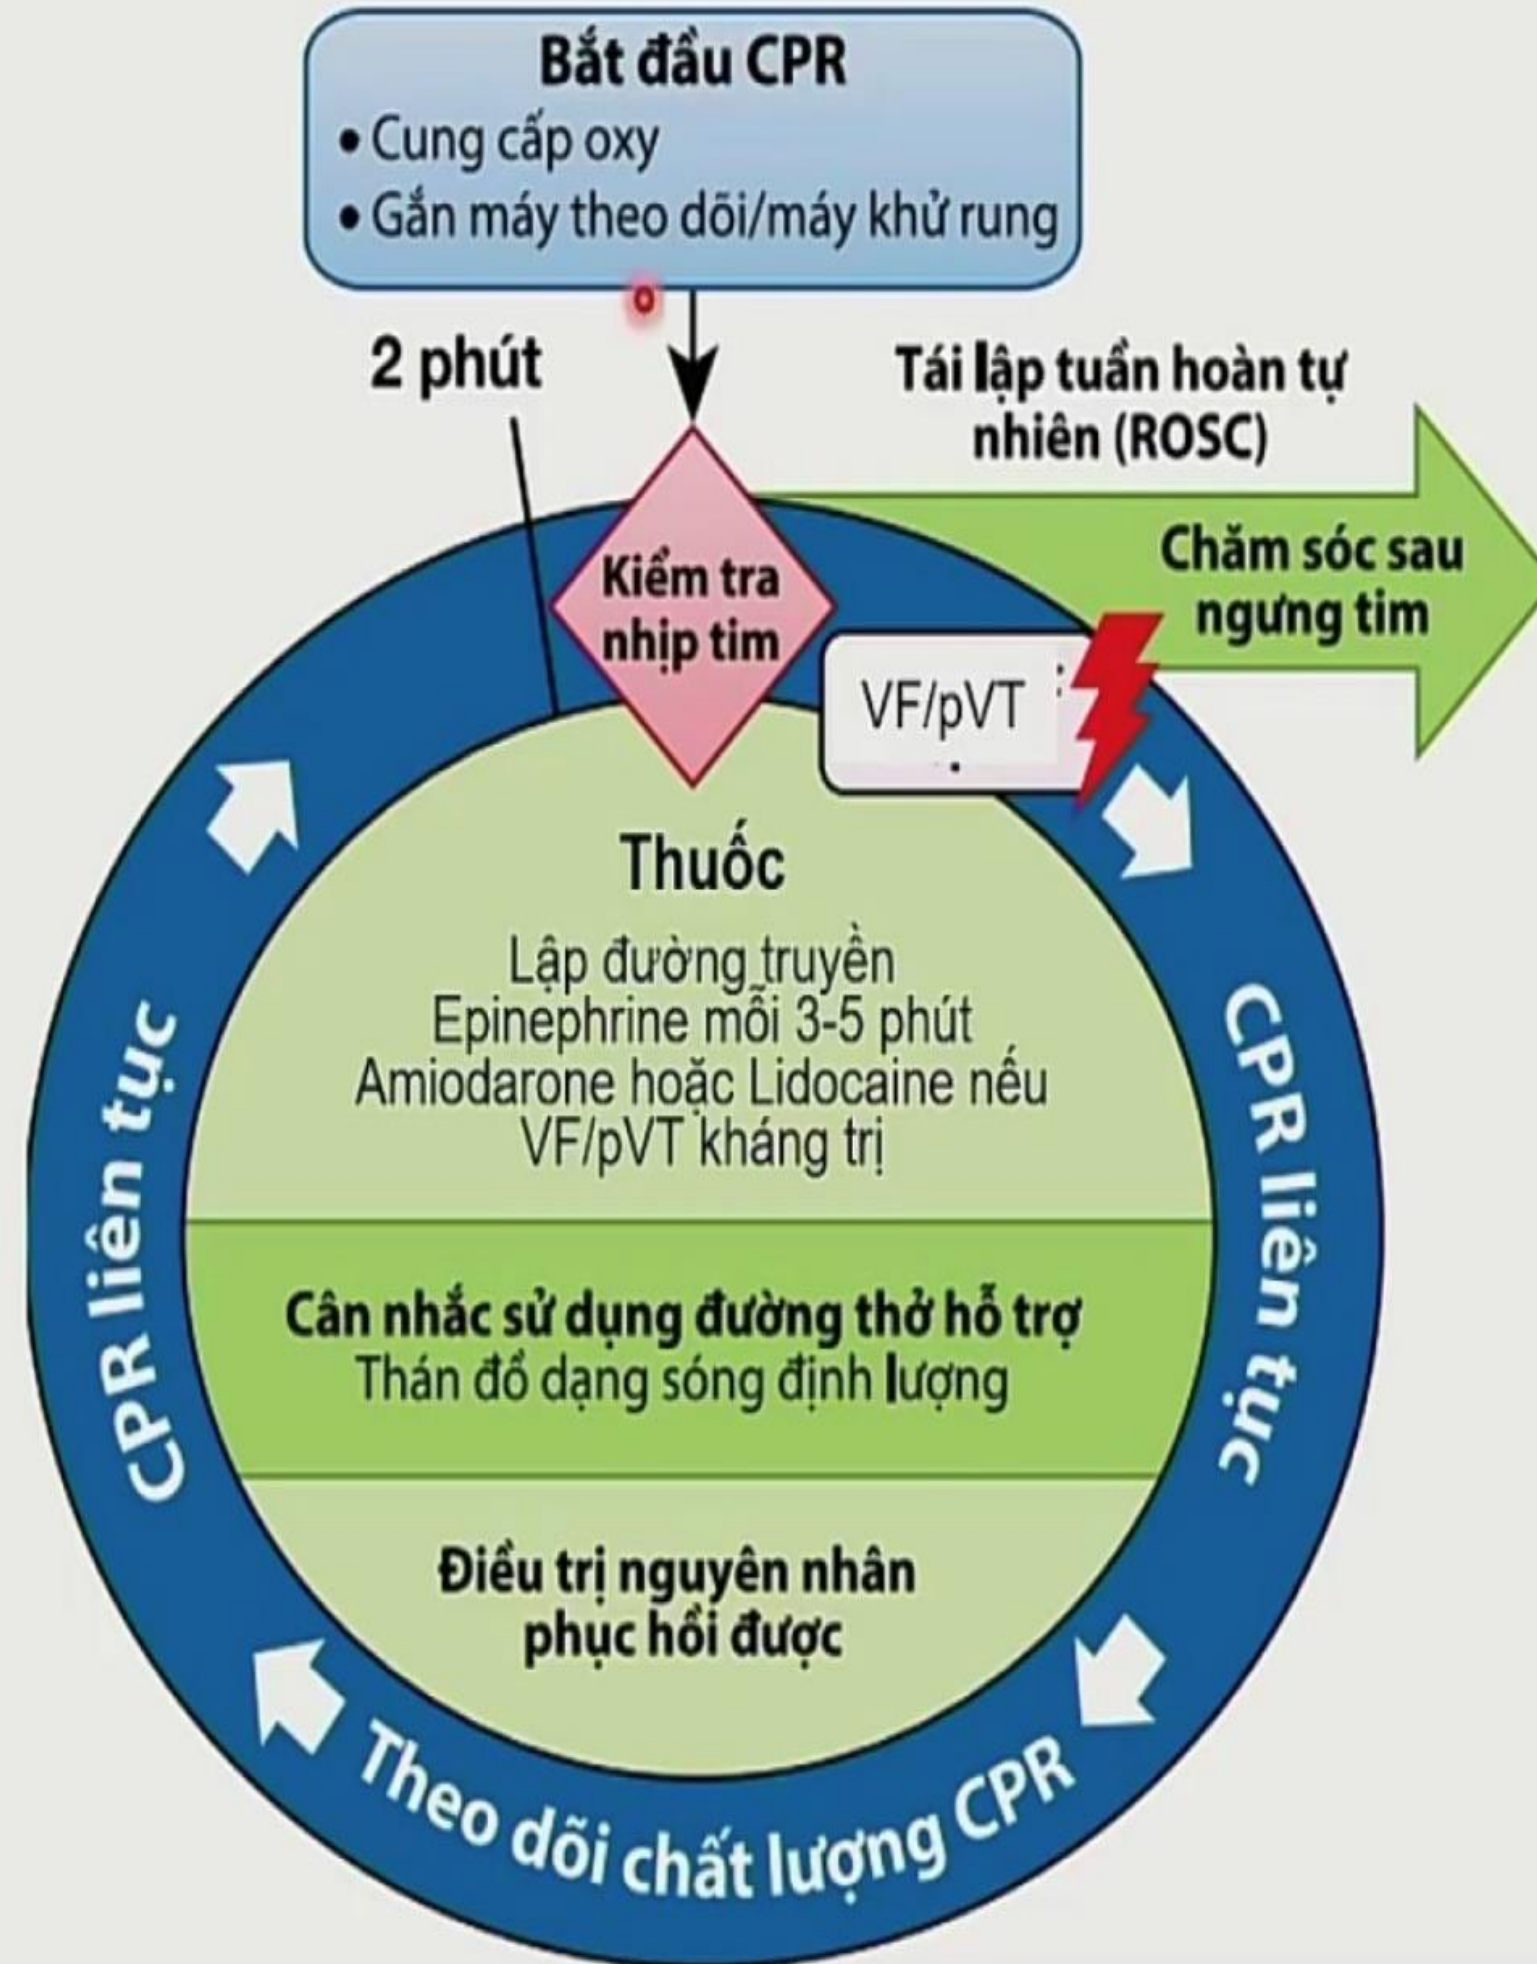 Bắt đầu CPR
• Cung cấp oxy
• Gắn máy theo dõi/máy khử rung
2 phút
Tái lập tuần hoàn tự
nhiên (ROSC)
Chăm sóc sau
ngưng tim
Kiểm tra
nhịp tim
VF/pVT
Thuốc
Lập đường truyền
Epinephrine mỗi 3-5 phút
Amiodarone hoặc Lidocaine nếu
VF/pVT kháng trị
Cân nhắc sử dụng đường thở hỗ trợ
Thán đồ dạng sóng định lượng
Điều trị nguyên nhân
phục hồi được
CPR liên tục
CPR liên tục
Theo dõi chất lượng CPR